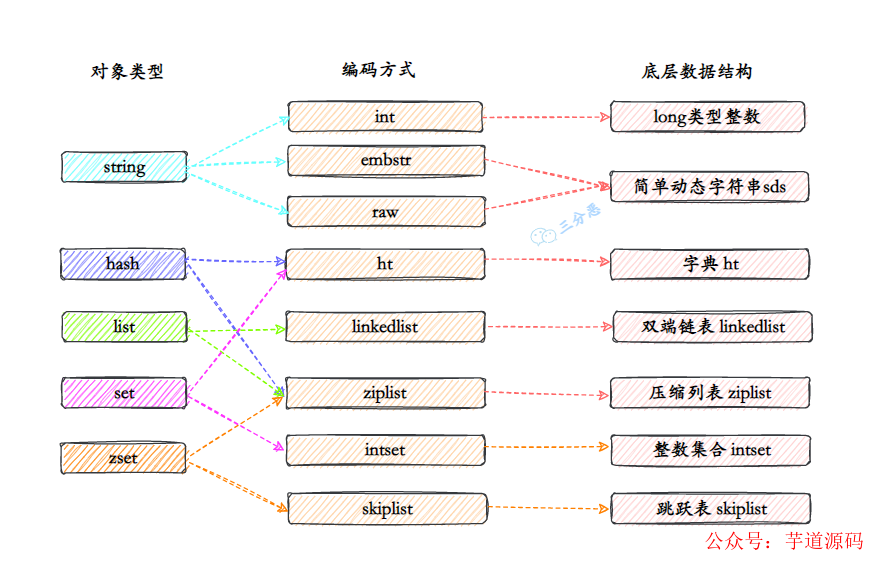 对象类型 编码方式 底层数据结构
int long类型整数
string embstr 简单动态字符串sds
raw
三分恶
hash ht 字典 ht
list linkedlist 双端链表 linkedlist
set ziplist 压缩列表 ziplist
zset intset 整数集合 intset
skiplist 跳跃表 skiplist
公众号：芋道源码